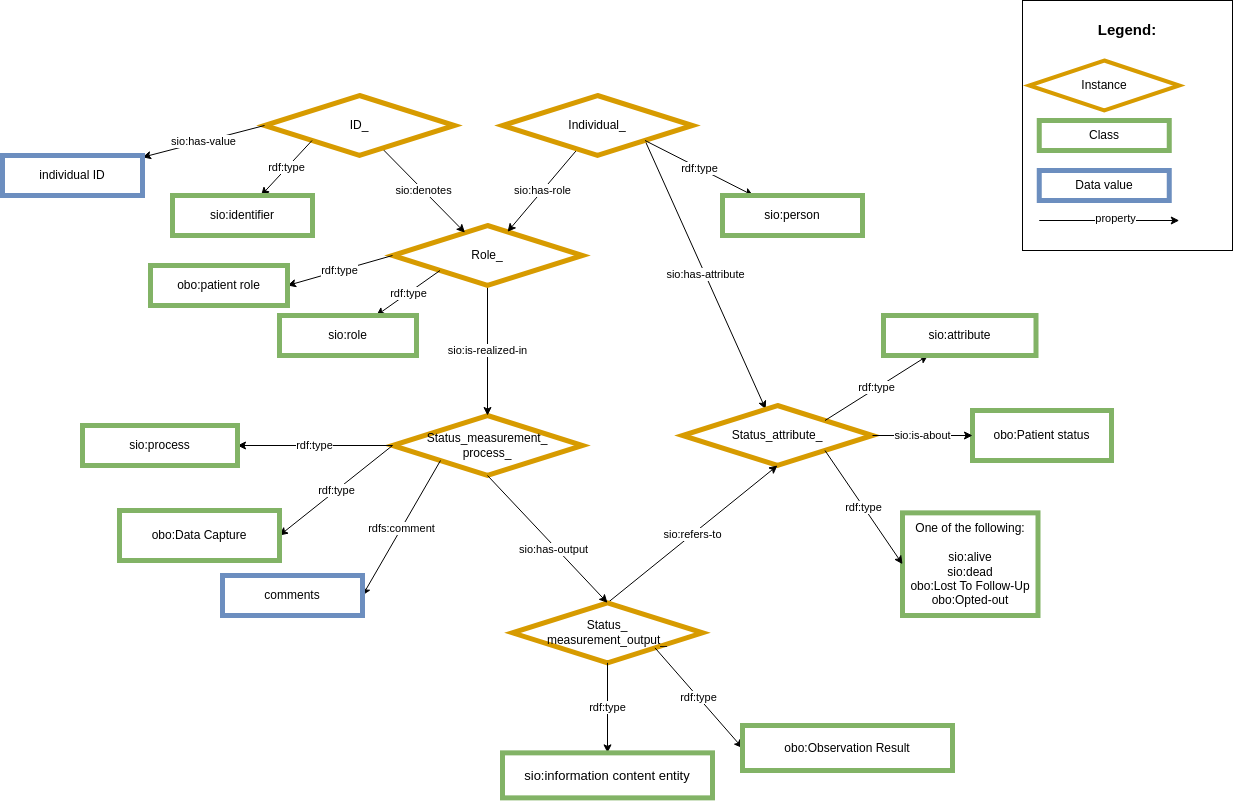 Legend:
Instance
Class
Data value
property
ID_
Individual_
sio:has-value
rdf:type
individual ID
sio:identifier
sio:denotes
sio:has-role
rdf:type
sio:person
Role_
rdf:type
obo:patient role
rdf:type
sio:role
sio:has-attribute
sio:is-realized-in
sio:attribute
rdf:type
Status_attribute_
sio:is-about
obo:Patient status
sio:process
rdf:type
Status_measurement_
process_
rdf:type
obo:Data Capture
rdfs:comment
comments
sio:has-output
sio:refers-to
rdf:type
One of the following:
sio:alive
sio:dead
obo:Lost To Follow-Up
obo:Opted-out
Status_
measurement_output_
rdf:type
rdf:type
obo:Observation Result
sio:information content entity